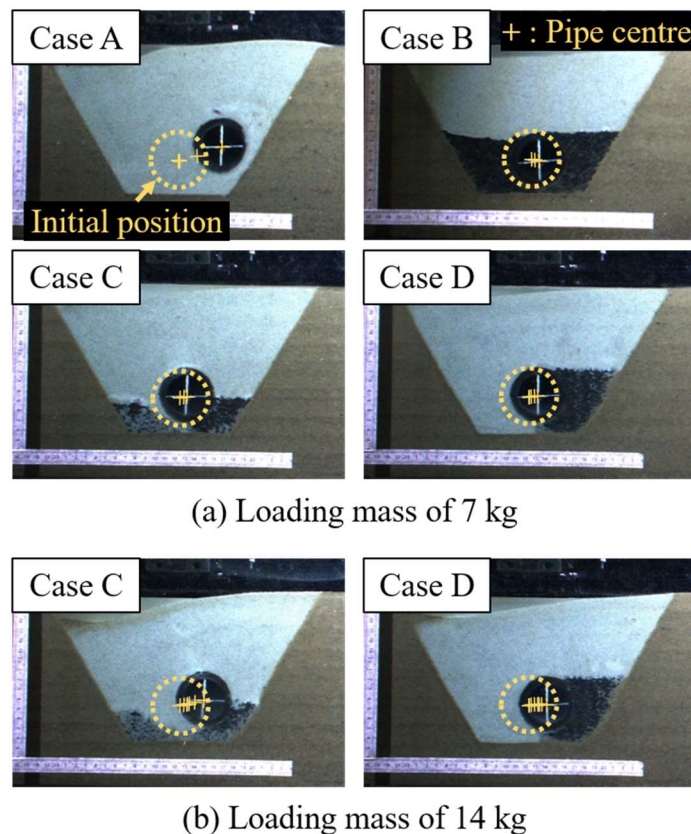 Case A
Case B
+ : Pipe centre
Initial position
Case C
Case D
(a) Loading mass of 7 kg
Case C
Case D
(b) Loading mass of 14 kg